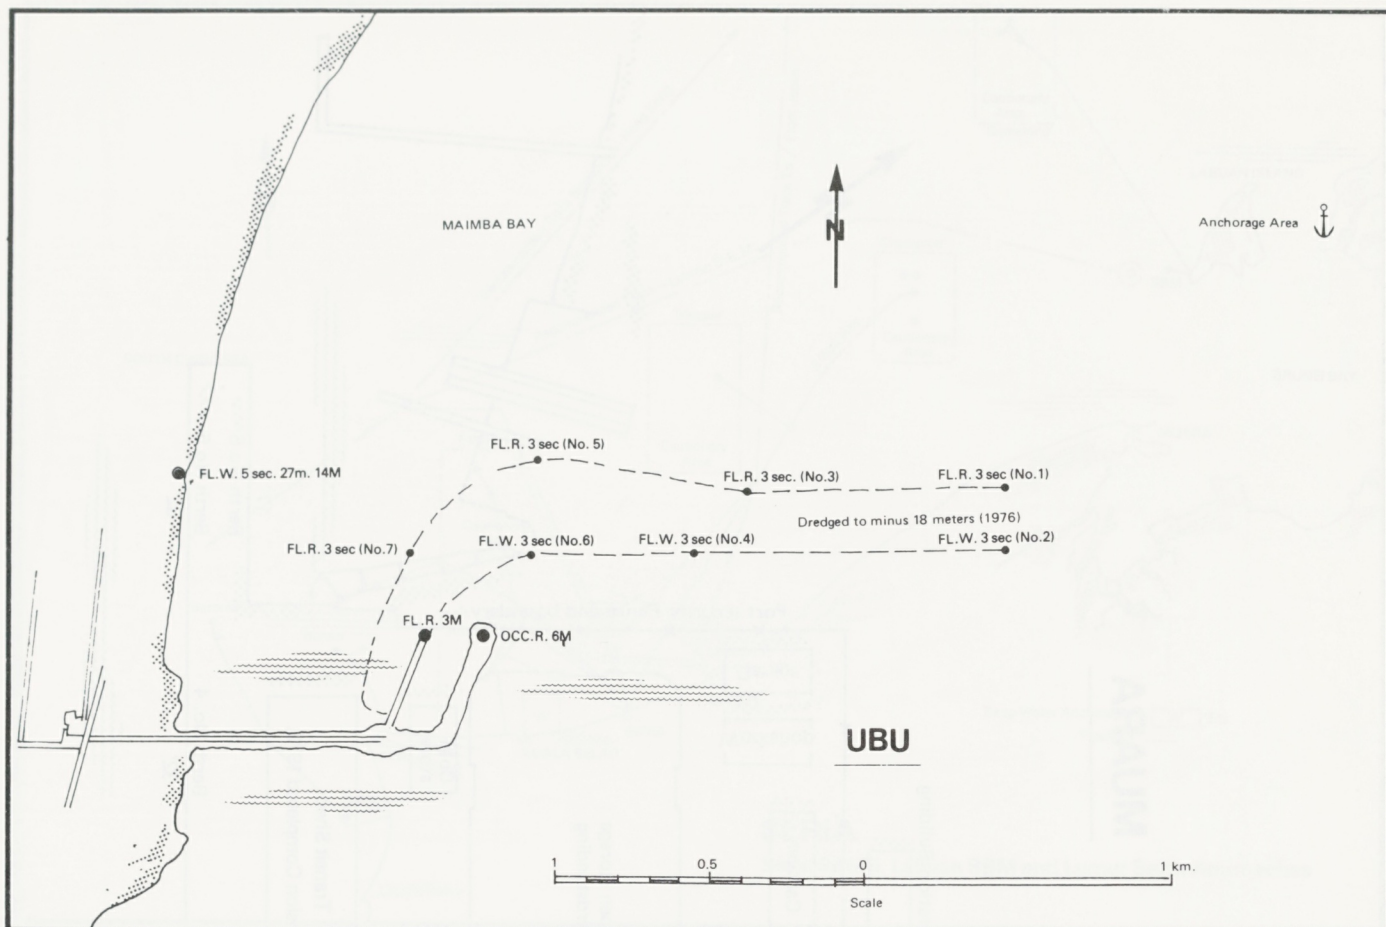 N
MAIMBA BAY
Anchorage Area
FL.R. 3 sec (No. 5)
FL.W. 5 sec. 27m. 14M
FL.R. 3 sec. (No.3)
FL.R. 3 sec (No.1)
Dredged to minus 18 meters (1976)
FL.R. 3 sec (No.7)
FL.W. 3 sec (No.6)
FL.W. 3 sec (No.4)
FL.W. 3 sec (No.2)
FL.R. 3M
OCC.R. 6M
UBU
1 0.5 0 1 km.
Scale